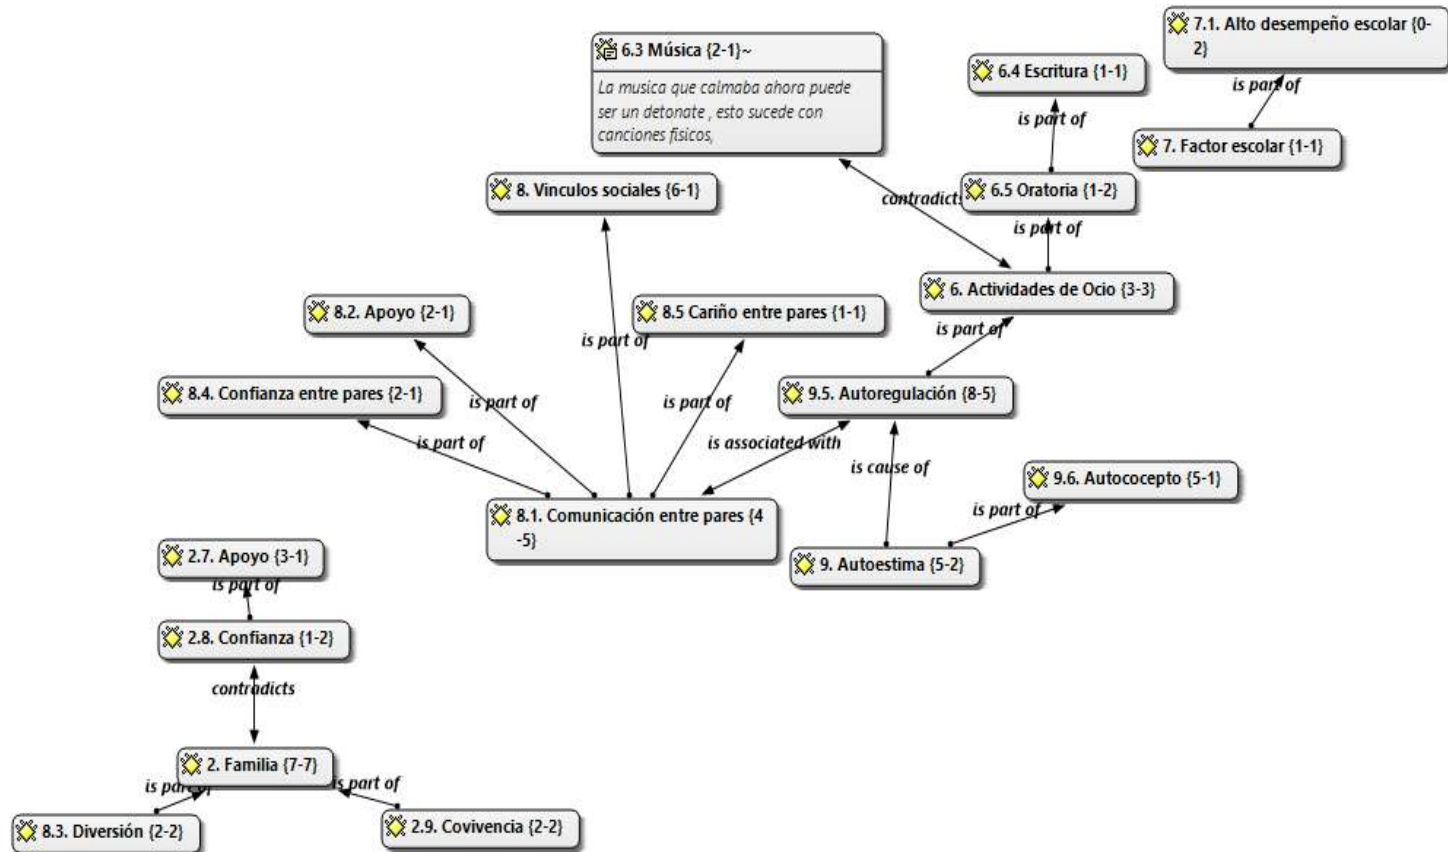 7.1. Alto desempeño escolar {0-
2}
6.3 Música {2-1}~
La musica que calmaba ahora puede
ser un detonate , esto sucede con
canciones fisicos,
6.4 Escritura {1-1}
is part of
is part of
7. Factor escolar {1-1}
8. Vinculos sociales {6-1}
contradicts
6.5 Oratoria {1-2}
is part of
6. Actividades de Ocio {3-3}
8.2. Apoyo {2-1}
8.5 Cariño entre pares {1-1}
is part of
is part of
8.4. Confianza entre pares {2-1}
is part of
is part of
9.5. Autoregulación {8-5}
is part of
is associated with
is cause of
9.6. Autococepto {5-1}
is part of
8.1. Comunicación entre pares {4
-5}
2.7. Apoyo {3-1}
is part of
9. Autoestima {5-2}
2.8. Confianza {1-2}
contradicts
2. Familia {7-7}
is part of
is part of
8.3. Diversión {2-2}
2.9. Covivencia {2-2}